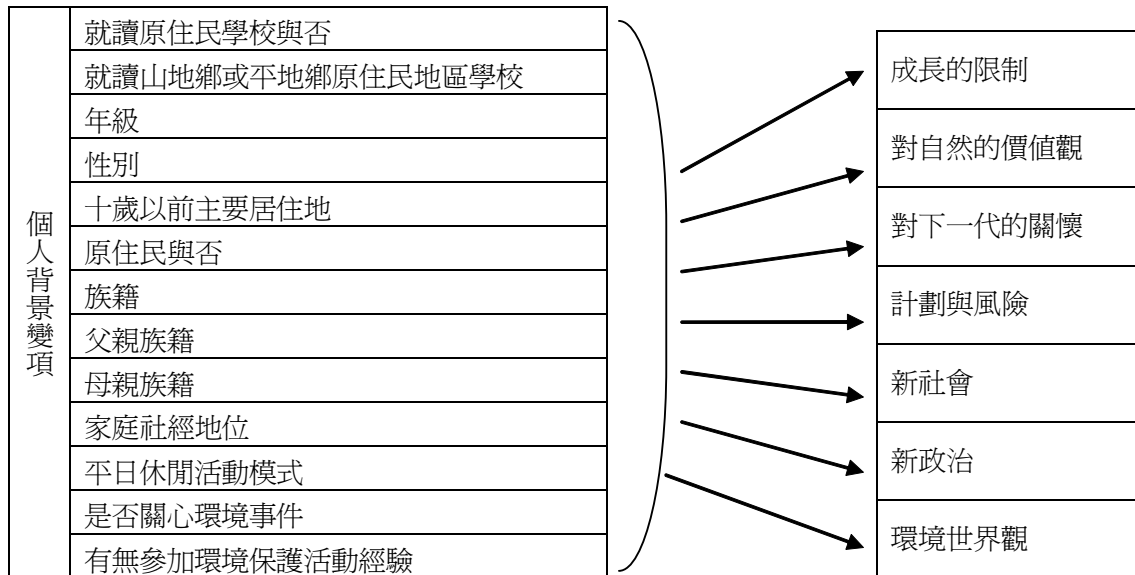 個人背景變項
就讀原住民學校與否
就讀山地鄉或平地鄉原住民地區學校
年級
性別
十歲以前主要居住地
原住民與否
族籍
父親族籍
母親族籍
家庭社經地位
平日休閒活動模式
是否關心環境事件
有無參加環境保護活動經驗
成長的限制
對自然的價值觀
對下一代的關懷
計劃與風險
新社會
新政治
環境世界觀